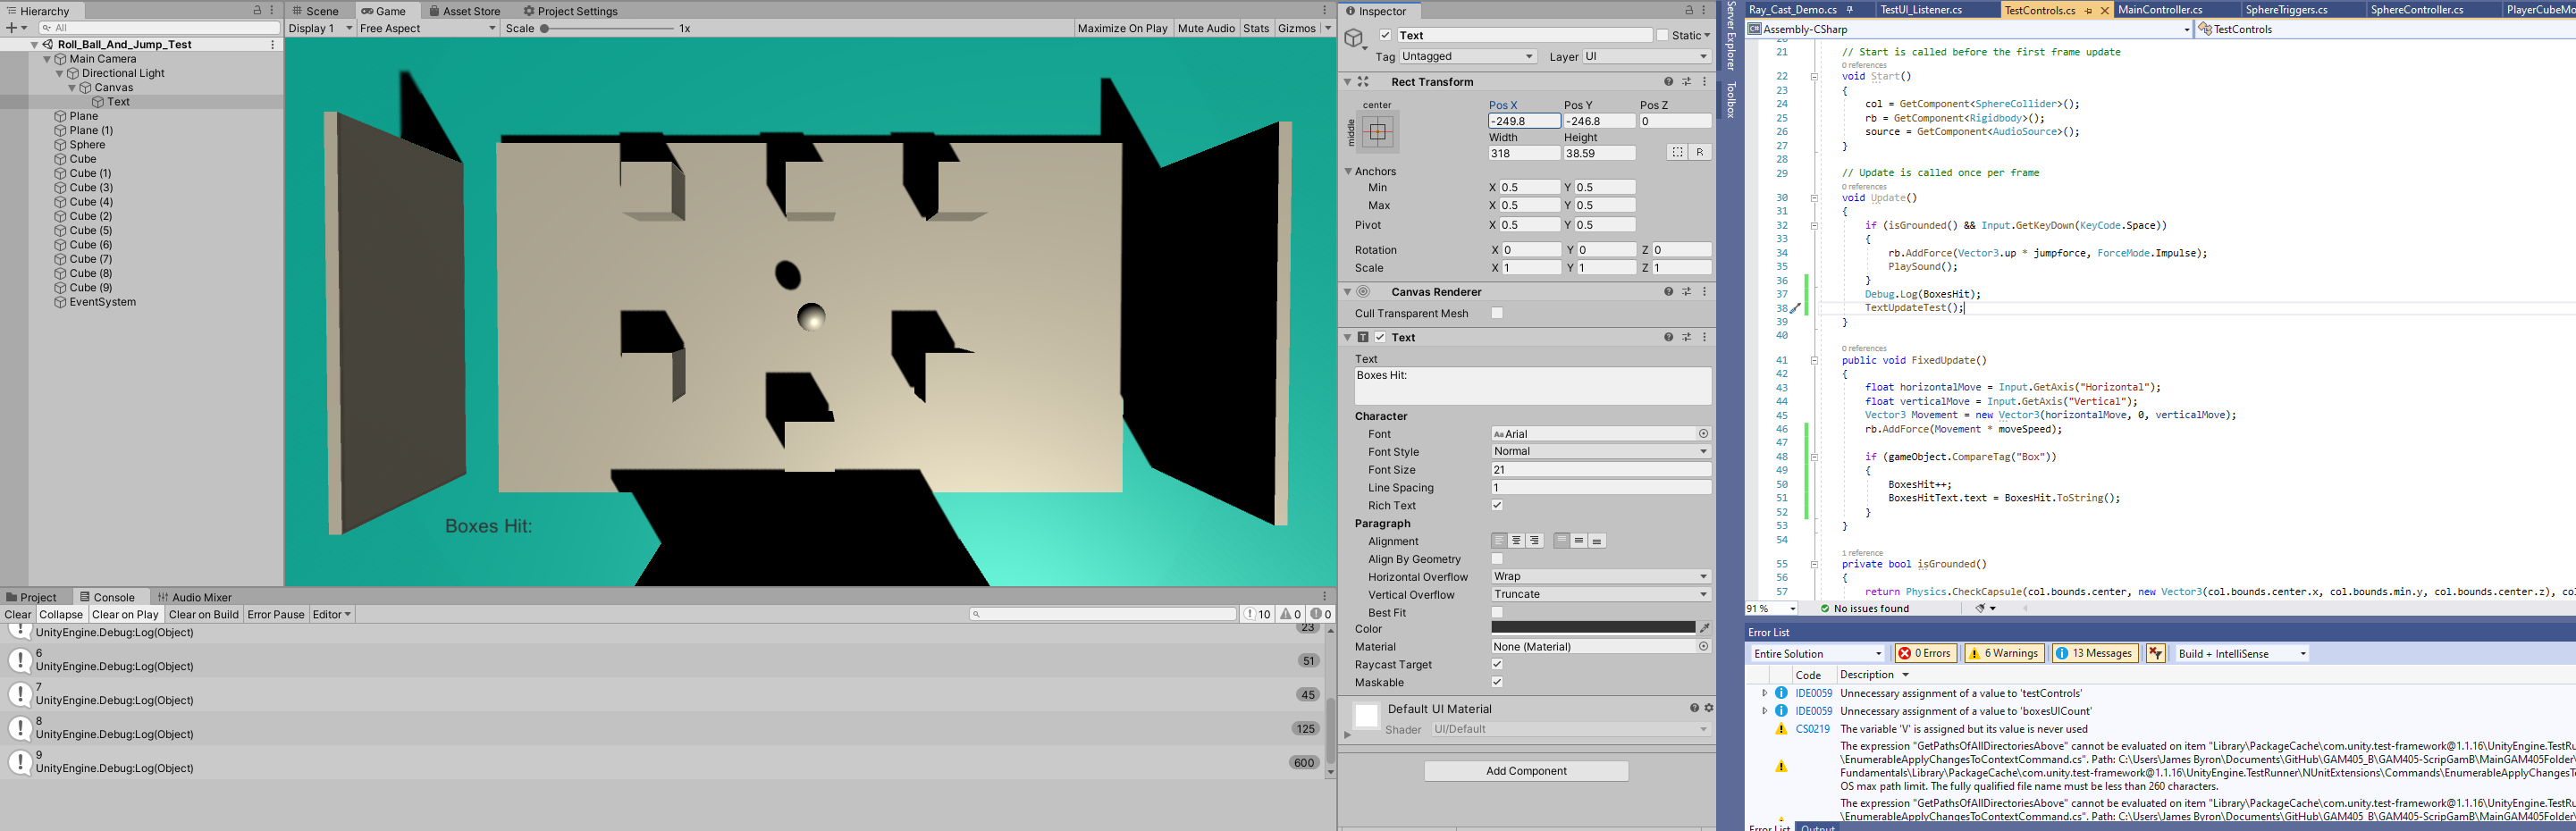 Hierarchy
All
Roll_Ball_And_Jump_Test
Main Camera
Directional Light
Canvas
Text
Plane
Plane (1)
Sphere
Cube
Cube (1)
Cube (3)
Cube (4)
Cube (2)
Cube (5)
Cube (6)
Cube (7)
Cube (8)
Cube (9)
EventSystem
Scene Game Asset Store Project Settings
Display 1 Free Aspect Scale 1x Maximize On Play Mute Audio Stats Gizmos
Boxes Hit:
Project Console Audio Mixer
Clear Collapse Clear on Play Clear on Build Error Pause Editor 10 0 0
UnityEngine.Debug:Log(Object) 23
6
UnityEngine.Debug:Log(Object) 51
7
UnityEngine.Debug:Log(Object) 45
8
UnityEngine.Debug:Log(Object) 125
9
UnityEngine.Debug:Log(Object) 600
Inspector
Text Static
Tag Untagged Layer UI
Rect Transform
center Pos X Pos Y Pos Z
middle -249.8 -246.8 0
Width Height
318 38.59 R
Anchors
Min X 0.5 Y 0.5
Max X 0.5 Y 0.5
Pivot X 0.5 Y 0.5
Rotation X 0 Y 0 Z 0
Scale X 1 Y 1 Z 1
Canvas Renderer
Cull Transparent Mesh
Text
Text
Boxes Hit:
Character
Font Arial
Font Style Normal
Font Size 21
Line Spacing 1
Rich Text
Paragraph
Alignment
Align By Geometry
Horizontal Overflow Wrap
Vertical Overflow Truncate
Best Fit
Color
Material None (Material)
Raycast Target
Maskable
Default UI Material
Shader UI/Default
Add Component
Server Explorer
Toolbox
Ray_Cast_Demo.cs TestUI_Listener.cs TestControls.cs MainController.cs SphereTriggers.cs SphereController.cs PlayerCubeMo
Assembly-CSharp TestControls
21 // Start is called before the first frame update
0 references
22 void Start()
23 {
24 col = GetComponent<SphereCollider>();
25 rb = GetComponent<Rigidbody>();
26 source = GetComponent<AudioSource>();
27 }
28
29 // Update is called once per frame
0 references
30 void Update()
31 {
32 if (isGrounded() && Input.GetKeyDown(KeyCode.Space))
33 {
34 rb.AddForce(Vector3.up * jumpforce, ForceMode.Impulse);
35 PlaySound();
36 }
37 Debug.Log(BoxesHit);
38 TextUpdateTest();
39 }
40
0 references
41 public void FixedUpdate()
42 {
43 float horizontalMove = Input.GetAxis("Horizontal");
44 float verticalMove = Input.GetAxis("Vertical");
45 Vector3 Movement = new Vector3(horizontalMove, 0, verticalMove);
46 rb.AddForce(Movement * moveSpeed);
47
48 if (gameObject.CompareTag("Box"))
49 {
50 BoxesHit++;
51 BoxesHitText.text = BoxesHit.ToString();
52 }
53 }
54
1 reference
55 private bool isGrounded()
56 {
57 return Physics.CheckCapsule(col.bounds.center, new Vector3(col.bounds.center.x, col.bounds.min.y, col.bounds.center.z), col
91 % No issues found
Error List
Entire Solution 0 Errors 6 Warnings 13 Messages Build + IntelliSense
Code Description
IDE0059 Unnecessary assignment of a value to 'testControls'
IDE0059 Unnecessary assignment of a value to 'boxesUICount'
CS0219 The variable 'V' is assigned but its value is never used
The expression "GetPathsOfAllDirectoriesAbove" cannot be evaluated on item "Library\PackageCache\com.unity.test-framework@1.1.16\UnityEngine.TestRu
\EnumerableApplyChangesToContextCommand.cs". Path: C:\Users\James Byron\Documents\GitHub\GAM405_B\GAM405-ScripGamB\MainGAM405Folder\
Fundamentals\Library\PackageCache\com.unity.test-framework@1.1.16\UnityEngine.TestRunner\NUnitExtensions\Commands\EnumerableApplyChangesTo
OS max path limit. The fully qualified file name must be less than 260 characters.
The expression "GetPathsOfAllDirectoriesAbove" cannot be evaluated on item "Library\PackageCache\com.unity.test-framework@1.1.16\UnityEngine.TestRu
\EnumerableApplyChangesToContextCommand.cs". Path: C:\Users\James Byron\Documents\GitHub\GAM405_B\GAM405-ScripGamB\MainGAM405Folder\
Error List Output